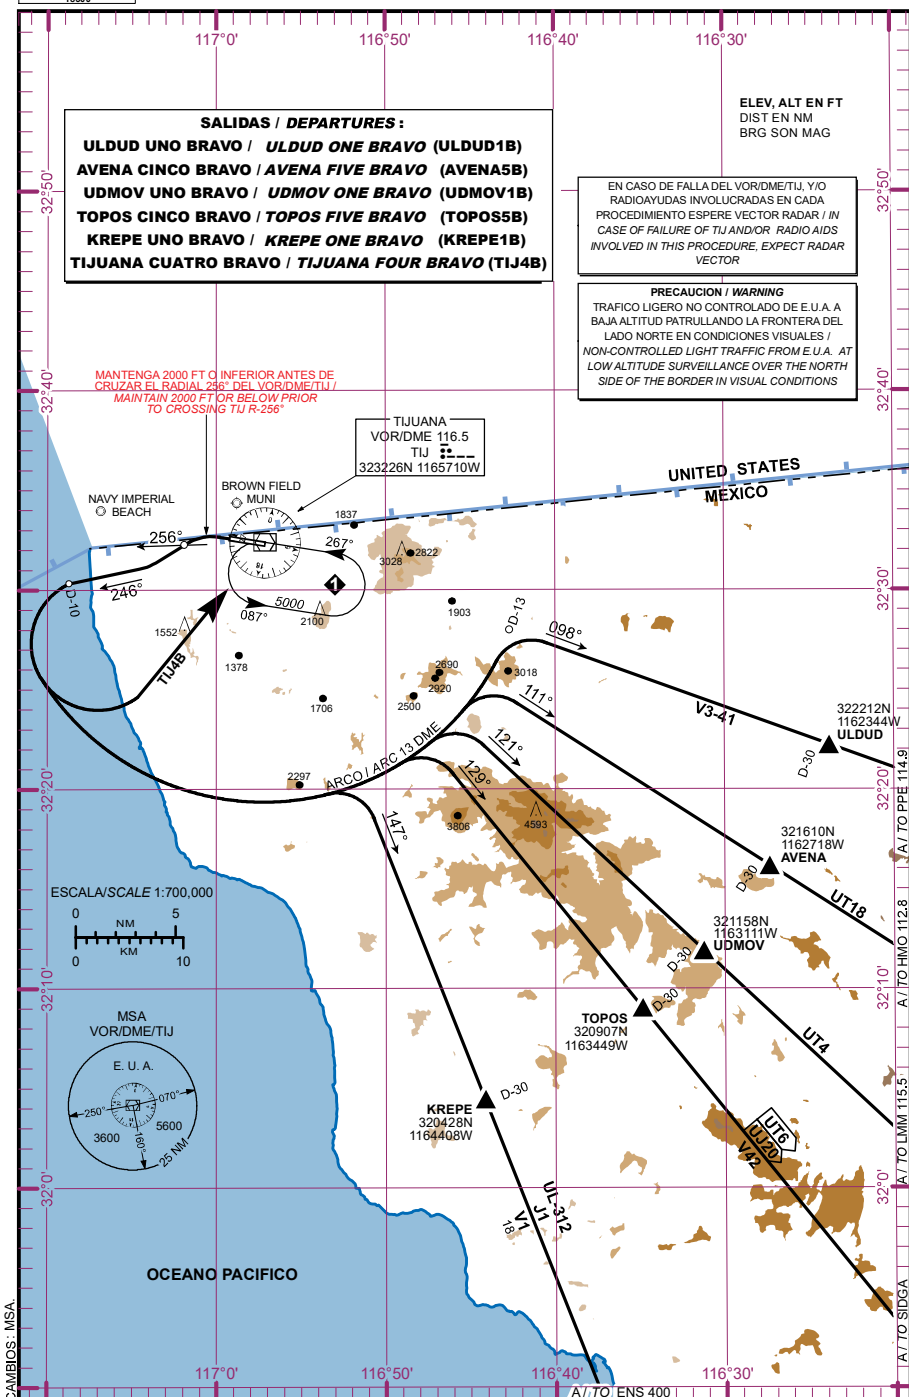 117°0'
116°50'
116°40'
116°30'
SALIDAS / DEPARTURES :
ULDUD UNO BRAVO / ULDUD ONE BRAVO (ULDUD1B)
AVENA CINCO BRAVO / AVENA FIVE BRAVO (AVENA5B)
UDMOV UNO BRAVO / UDMOV ONE BRAVO (UDMOV1B)
TOPOS CINCO BRAVO / TOPOS FIVE BRAVO (TOPOS5B)
KREPE UNO BRAVO / KREPE ONE BRAVO (KREPE1B)
TIJUANA CUATRO BRAVO / TIJUANA FOUR BRAVO (TIJ4B)
ELEV, ALT EN FT
DIST EN NM
BRG SON MAG
EN CASO DE FALLA DEL VOR/DME/TIJ, Y/O
RADIOAYUDAS INVOLUCRADAS EN CADA
PROCEDIMIENTO ESPERE VECTOR RADAR / IN
CASE OF FAILURE OF TIJ AND/OR RADIO AIDS
INVOLVED IN THIS PROCEDURE, EXPECT RADAR
VECTOR
PRECAUCION / WARNING
TRAFICO LIGERO NO CONTROLADO DE E.U.A. A
BAJA ALTITUD PATRULLANDO LA FRONTERA DEL
LADO NORTE EN CONDICIONES VISUALES /
NON-CONTROLLED LIGHT TRAFFIC FROM E.U.A. AT
LOW ALTITUDE SURVEILLANCE OVER THE NORTH
SIDE OF THE BORDER IN VISUAL CONDITIONS
32°50'
32°50'
MANTENGA 2000 FT O INFERIOR ANTES DE
CRUZAR EL RADIAL 256° DEL VOR/DME/TIJ /
MAINTAIN 2000 FT OR BELOW PRIOR
TO CROSSING TIJ R-256°
32°40'
32°40'
TIJUANA
VOR/DME 116.5
TIJ
323226N 1165710W
UNITED STATES
MEXICO
NAVY IMPERIAL
BEACH
BROWN FIELD
MUNI
1837
256°
267°
3028
2822
246°
D-10
1
5000
087°
2100
1903
32°30'
32°30'
1552
TIJ4B
1378
1706
2690
2920
2500
3018
D-13
098°
111°
121°
129°
147°
V3-41
322212N
1162344W
ULDUD
D-30
A / TO PPE 114.9
ARCO / ARC 13 DME
2297
32°20'
32°20'
3806
4593
321610N
1162718W
AVENA
D-30
UT18
A / TO HMO 112.8
ESCALA/SCALE 1:700,000
0 5
NM
KM
0 10
321158N
1163111W
UDMOV
D-30
UT4
32°10'
32°10'
TOPOS
320907N
1163449W
D-30
A / TO LMM 115.5
MSA
VOR/DME/TIJ
E. U. A.
070°
250°
160°
3600
5600
25 NM
KREPE
320428N
1164408W
D-30
UT6
UJ20
V42
32°0'
32°0'
UL-312
J1
V1
18
OCEANO PACIFICO
A / TO SIDGA
CAMBIOS: MSA.
117°0'
116°50'
116°40'
116°30'
A / TO ENS 400